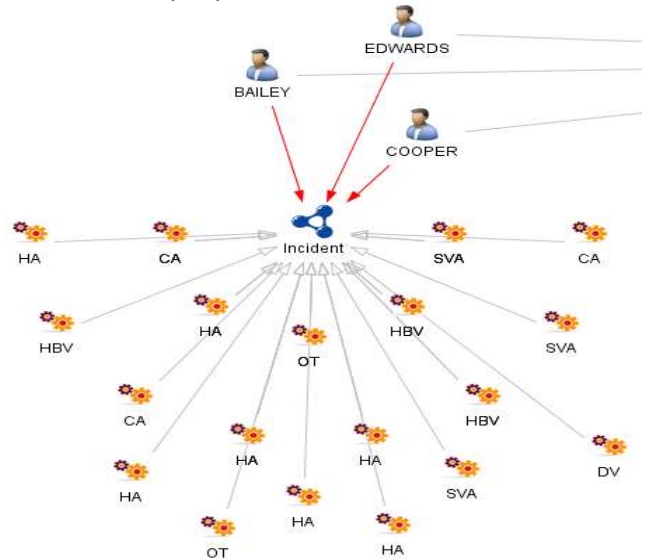 EDWARDS
BAILEY
COOPER
Incident
HA
CA
SVA
CA
HBV
HA
HBV
SVA
OT
CA
HBV
HA
HA
DV
HA
SVA
HA
OT
HA